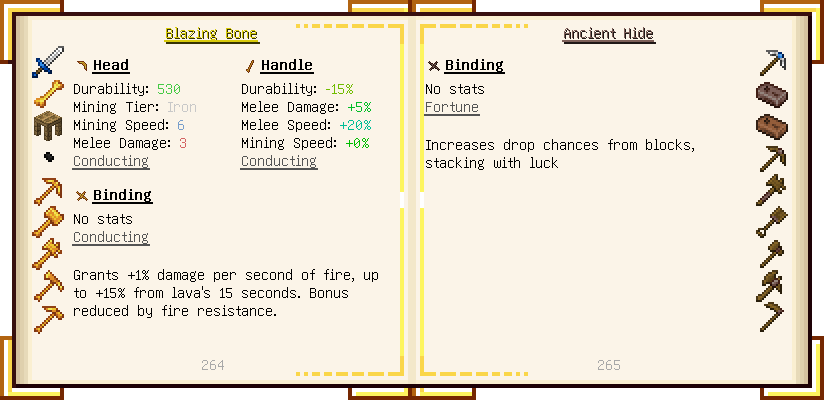 Blazing Bone
Head
Durability: 530
Mining Tier: Iron
Mining Speed: 6
Melee Damage: 3
Conducting
Handle
Durability: -15%
Melee Damage: +5%
Melee Speed: +20%
Mining Speed: +0%
Conducting
Binding
No stats
Conducting
Grants +1% damage per second of fire, up
to +15% from lava's 15 seconds. Bonus
reduced by fire resistance.
264
Ancient Hide
Binding
No stats
Fortune
Increases drop chances from blocks,
stacking with luck
265